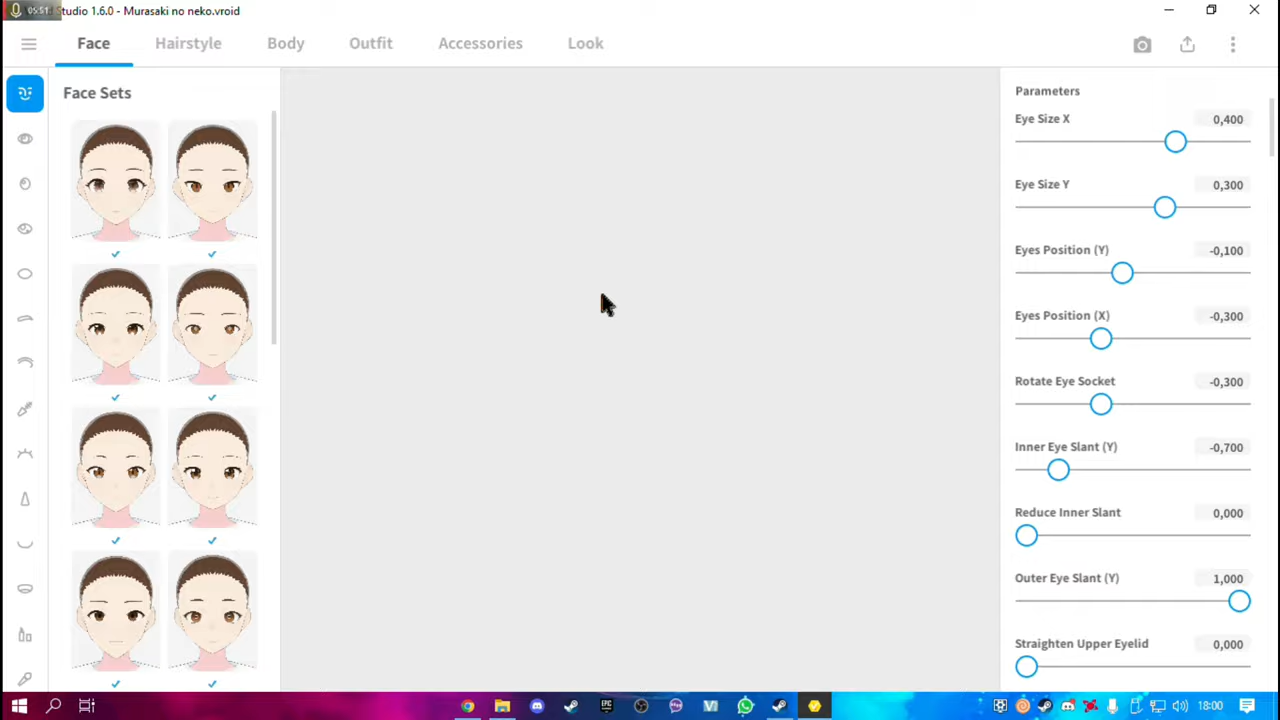 05:51
Studio 1.6.0 - Murasaki no neko.vroid
Face Hairstyle Body Outfit Accessories Look
Face Sets
Parameters
Eye Size X 0,400
Eye Size Y 0,300
Eyes Position (Y) -0,100
Eyes Position (X) -0,300
Rotate Eye Socket -0,300
Inner Eye Slant (Y) -0,700
Reduce Inner Slant 0,000
Outer Eye Slant (Y) 1,000
Straighten Upper Eyelid 0,000
EPIC
18:00